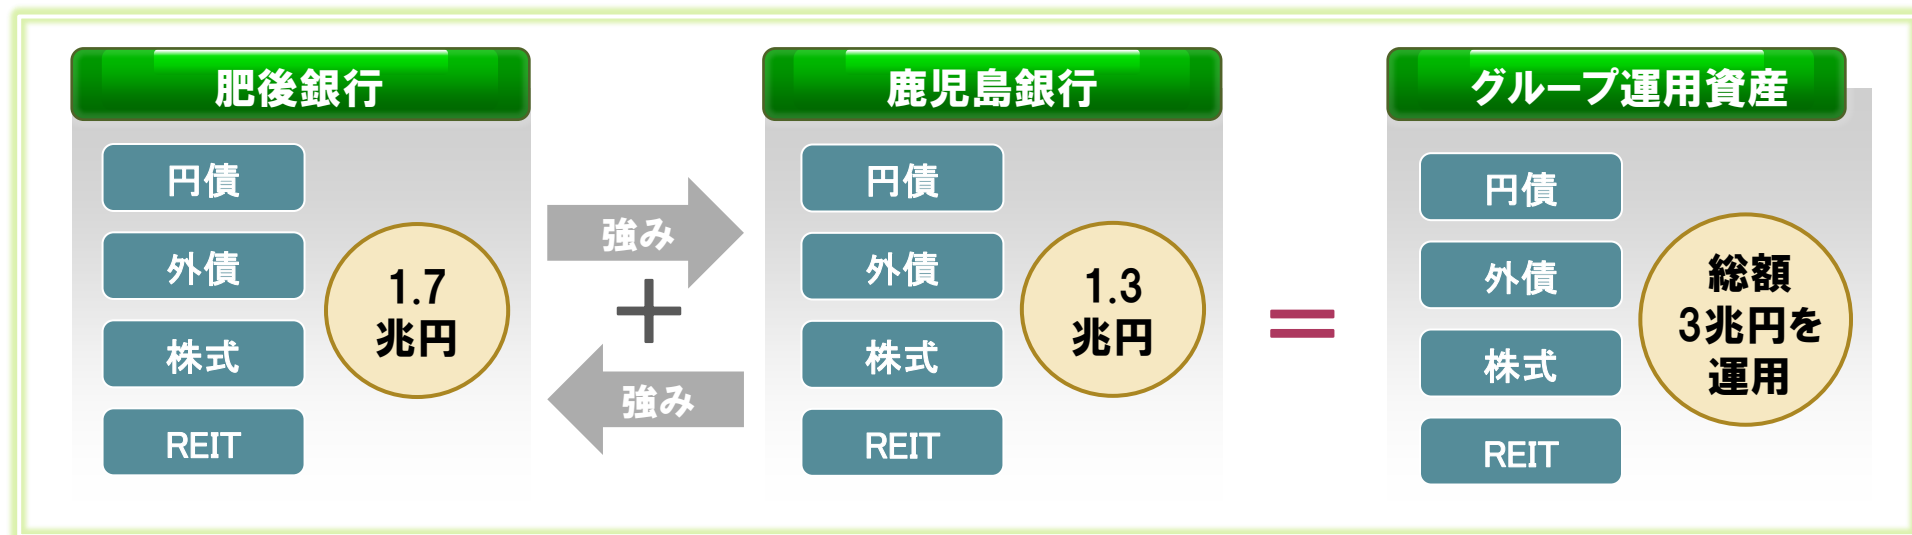 肥後銀行
円債
外債
株式
REIT
1.7
兆円
強み
+
強み
鹿児島銀行
円債
外債
株式
REIT
1.3
兆円
=
グループ運用資産
円債
外債
株式
REIT
総額
3兆円を
運用